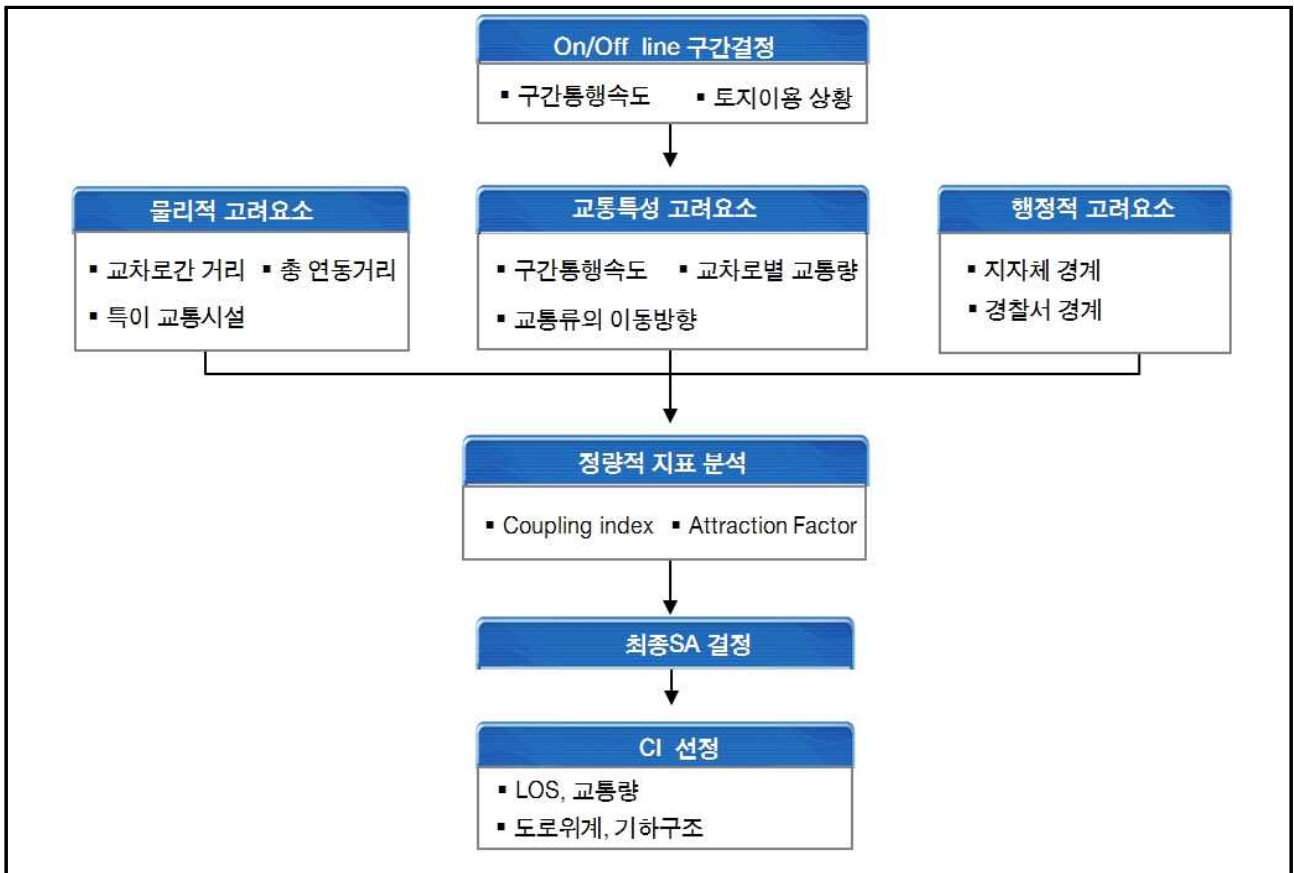 On/Off line 구간결정
▪ 구간통행속도 ▪ 토지이용 상황
물리적 고려요소
▪ 교차로간 거리 ▪ 총 연동거리
▪ 특이 교통시설
교통특성 고려요소
▪ 구간통행속도 ▪ 교차로별 교통량
▪ 교통류의 이동방향
행정적 고려요소
▪ 지자체 경계
▪ 경찰서 경계
정량적 지표 분석
▪ Coupling index ▪ Attraction Factor
최종SA 결정
CI 선정
▪ LOS, 교통량
▪ 도로위계, 기하구조